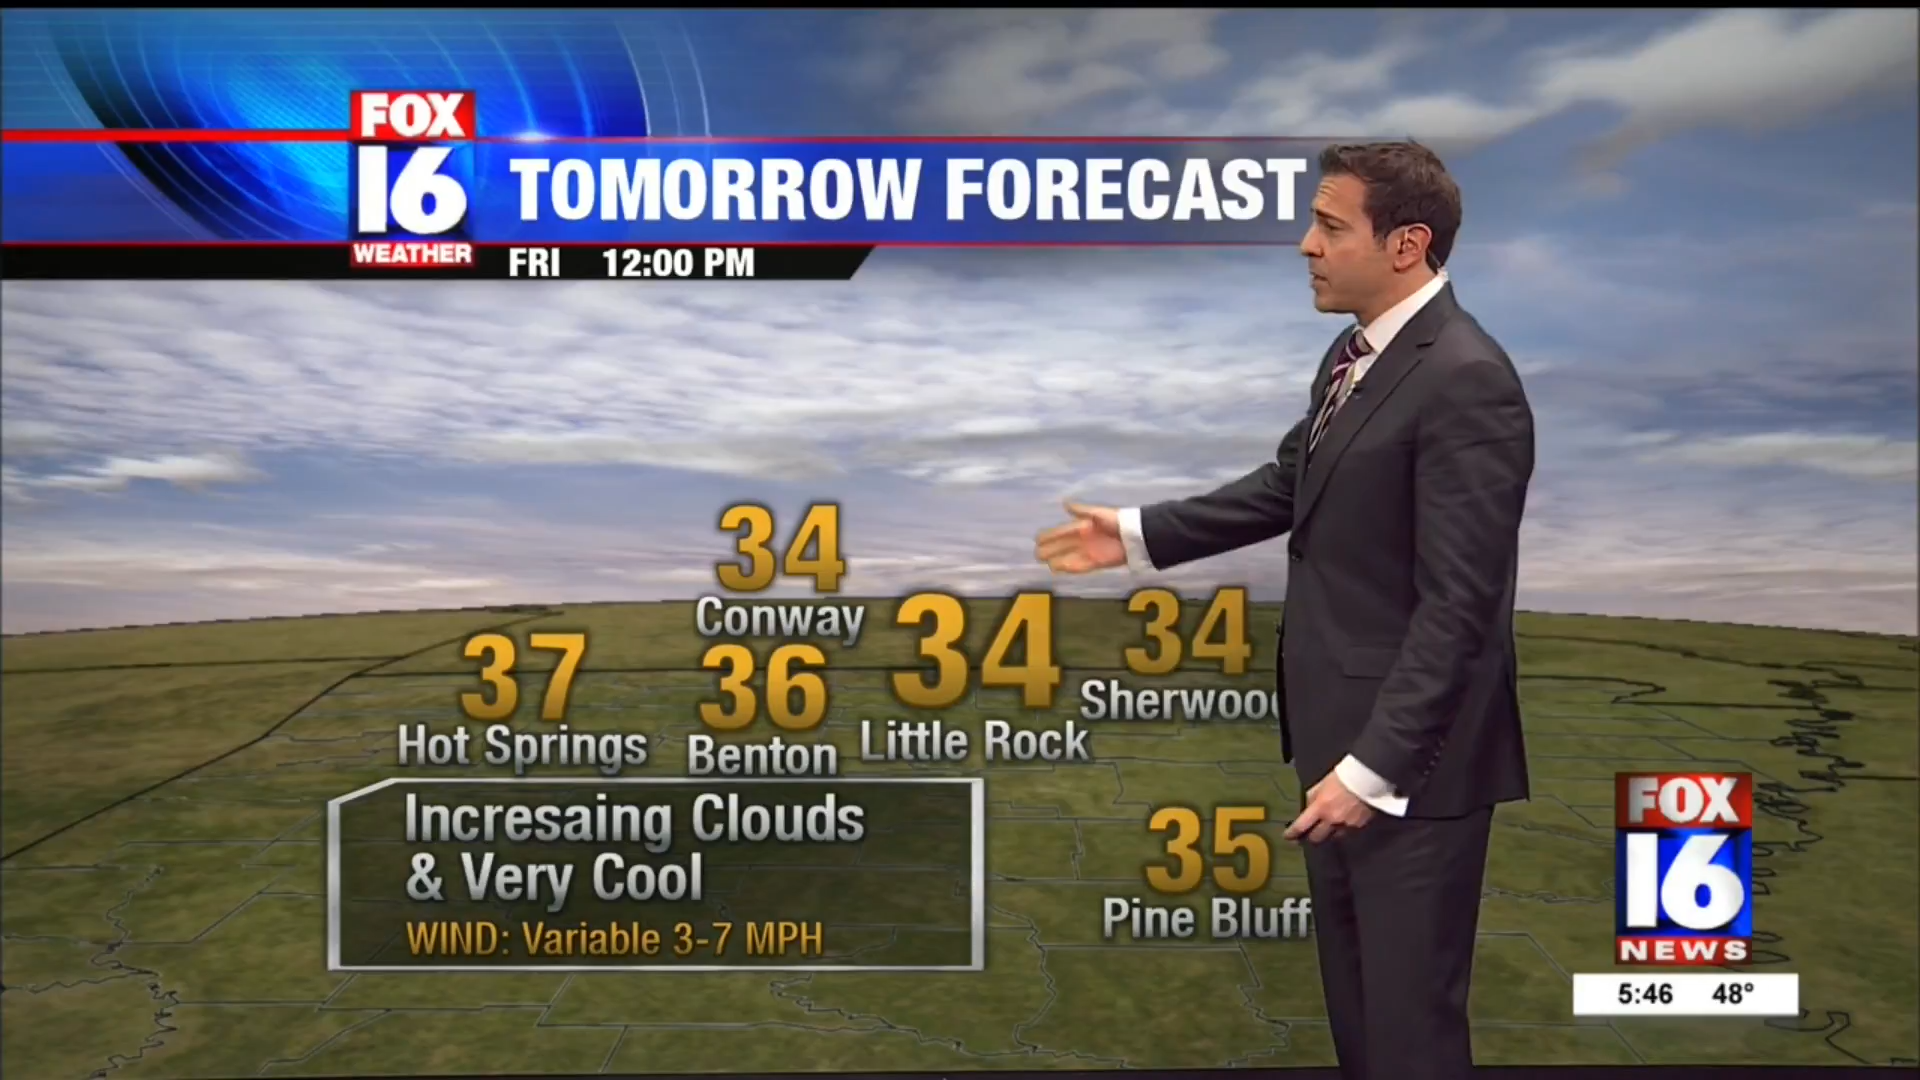 FOX
16
WEATHER
TOMORROW FORECAST
FRI 12:00 PM
34
Conway
37
Hot Springs
36
Benton
34
Little Rock
34
Sherwoo
35
Pine Bluff
Incresaing Clouds
& Very Cool
WIND: Variable 3-7 MPH
FOX
16
NEWS
5:46 48°